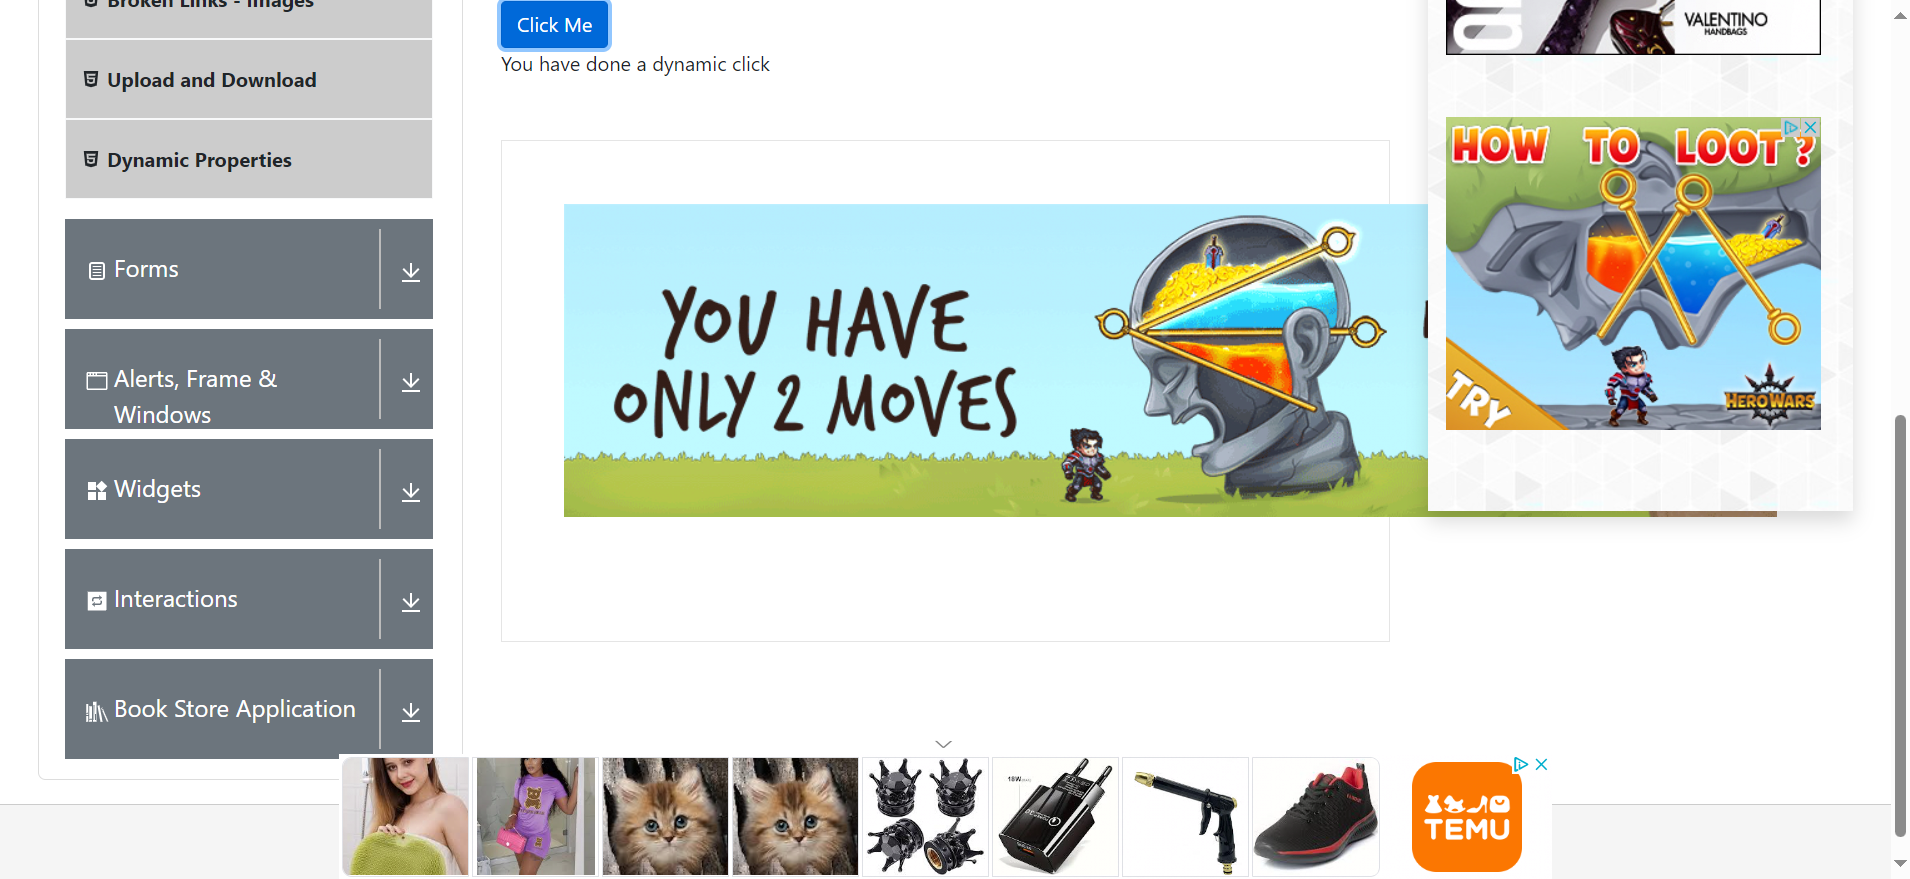 Broken Links - Images
Upload and Download
Dynamic Properties
Forms
Alerts, Frame &
Windows
Widgets
Interactions
Book Store Application
Click Me
You have done a dynamic click
YOU HAVE
ONLY 2 MOVES
VALENTINO
HANDBAGS
HOW TO LOOT?
TRY
HERO WARS
18W
TEMU